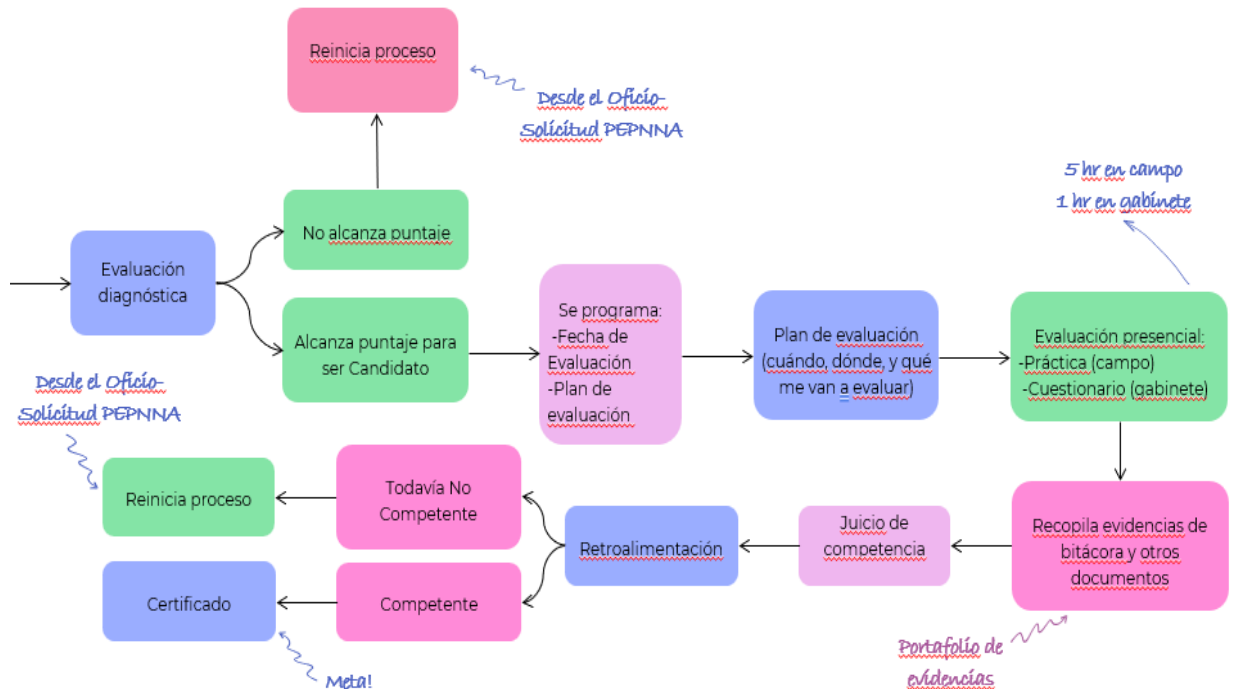 Reinicia proceso
Desde el Oficio-
Solicitud PEPNNA
No alcanza puntaje
Evaluación
diagnóstica
Alcanza puntaje para
ser Candidato
Se programa:
-Fecha de
Evaluación
-Plan de
evaluación
Plan de evaluación
(cuándo, dónde, y qué
me van a evaluar)
5 hr en campo
1 hr en gabinete
Evaluación presencial:
-Práctica (campo)
-Cuestionario (gabinete)
Recopila evidencias de
bitácora y otros
documentos
Portafolio de
evidencias
Juicio de
competencia
Retroalimentación
Todavía No
Competente
Reinicia proceso
Desde el Oficio-
Solicitud PEPNNA
Competente
Certificado
Meta!